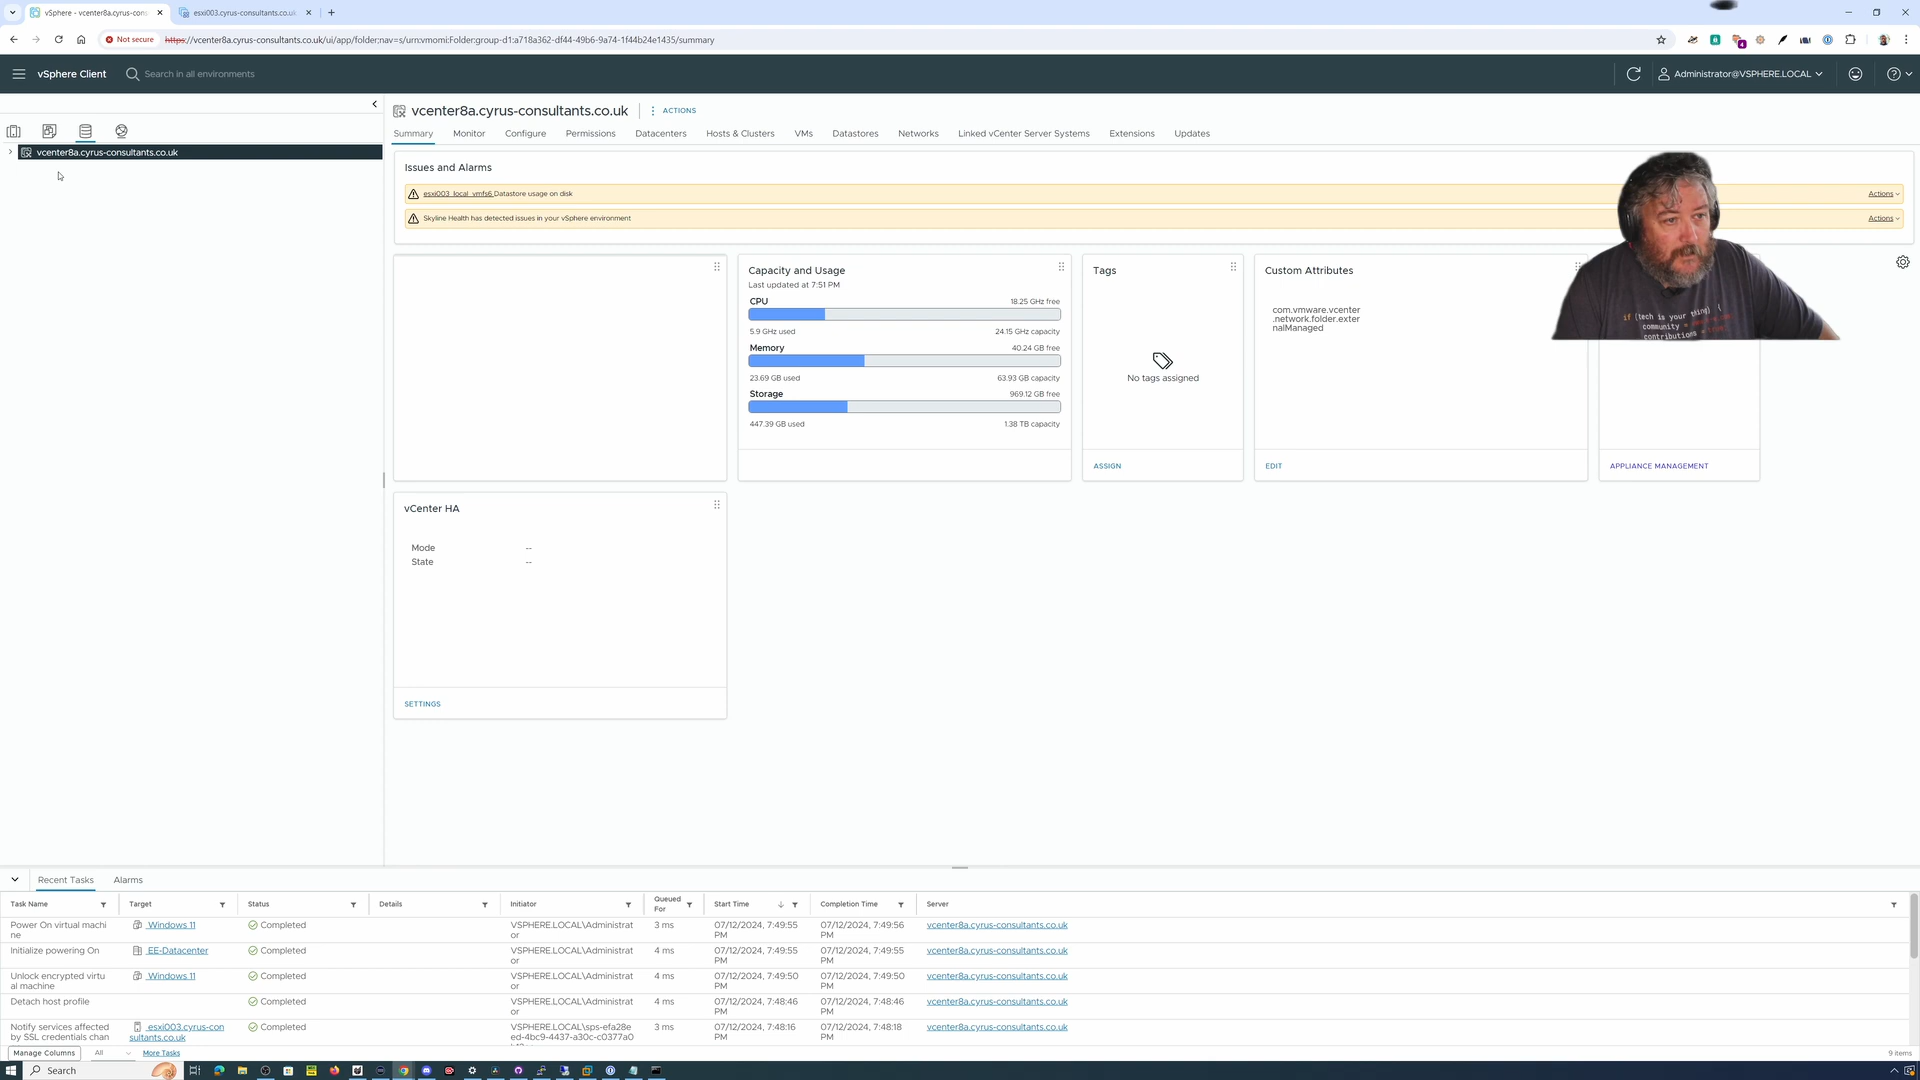 vSphere - vcenter8a.cyrus-cons
esxi003.cyrus-consultants.co.u
Not secure
https://vcenter8a.cyrus-consultants.co.uk/ui/app/folder;nav=s/urn:vmomi:Folder:group-d1:a718a362-df44-49b6-9a74-1f44b24e1435/summary
4
vSphere Client
Search in all environments
Administrator@VSPHERE.LOCAL
vcenter8a.cyrus-consultants.co.uk
vcenter8a.cyrus-consultants.co.uk
ACTIONS
Summary Monitor Configure Permissions Datacenters Hosts & Clusters VMs Datastores Networks Linked vCenter Server Systems Extensions Updates
Issues and Alarms
esxi003_local_vmfs6 Datastore usage on disk
Actions
Skyline Health has detected issues in your vSphere environment
Actions
Capacity and Usage
Last updated at 7:51 PM
CPU
18.25 GHz free
5.9 GHz used
24.15 GHz capacity
Memory
40.24 GB free
23.69 GB used
63.93 GB capacity
Storage
969.12 GB free
447.39 GB used
1.38 TB capacity
Tags
No tags assigned
ASSIGN
Custom Attributes
com.vmware.vcenter
.network.folder.exter
nalManaged
EDIT
if (tech is your thing) {
community =
contributions =
APPLIANCE MANAGEMENT
vCenter HA
Mode --
State --
SETTINGS
Recent Tasks Alarms
Task Name Target Status Details Initiator Queued For Start Time Completion Time Server
Power On virtual machi
ne
Windows 11 Completed VSPHERE.LOCAL\Administrat
or
3 ms 07/12/2024, 7:49:55
PM
07/12/2024, 7:49:56
PM
vcenter8a.cyrus-consultants.co.uk
Initialize powering On EE-Datacenter Completed VSPHERE.LOCAL\Administrat
or
4 ms 07/12/2024, 7:49:55
PM
07/12/2024, 7:49:55
PM
vcenter8a.cyrus-consultants.co.uk
Unlock encrypted virtu
al machine
Windows 11 Completed VSPHERE.LOCAL\Administrat
or
4 ms 07/12/2024, 7:49:50
PM
07/12/2024, 7:49:50
PM
vcenter8a.cyrus-consultants.co.uk
Detach host profile Completed VSPHERE.LOCAL\Administrat
or
4 ms 07/12/2024, 7:48:46
PM
07/12/2024, 7:48:46
PM
vcenter8a.cyrus-consultants.co.uk
Notify services affected
by SSL credentials chan
esxi003.cyrus-con
sultants.co.uk
Completed VSPHERE.LOCAL\sps-efa28e
ed-4bc9-4437-a30c-c0377a0
3 ms 07/12/2024, 7:48:16
PM
07/12/2024, 7:48:18
PM
vcenter8a.cyrus-consultants.co.uk
Manage Columns All More Tasks
9 items
Search